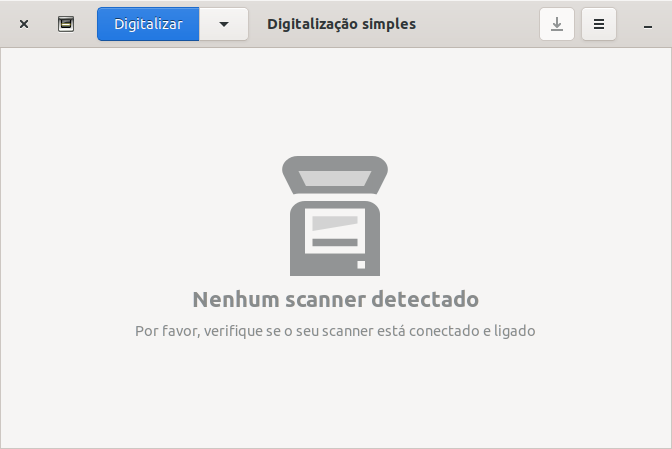 Digitalizar
Digitalização simples
Nenhum scanner detectado
Por favor, verifique se o seu scanner está conectado e ligado